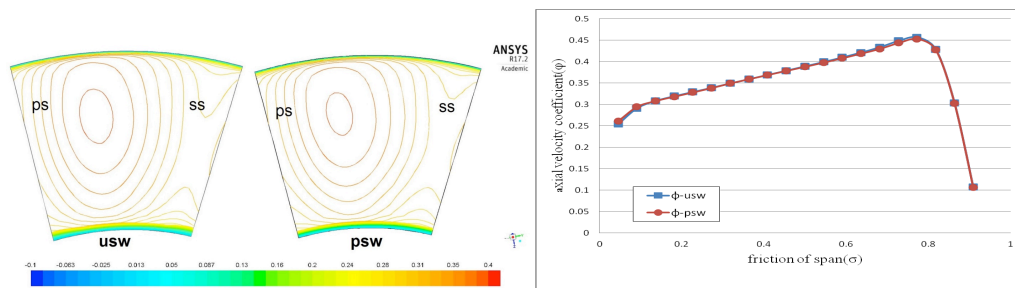 ANSYS
R17.2
Academic
ps
ss
ps
ss
usw
psw
-0.1 -0.063 -0.025 0.013 0.05 0.087 0.13 0.16 0.2 0.24 0.28 0.31 0.35 0.4
axial velocity coefficient(φ)
0.5
0.45
0.4
0.35
0.3
0.25
0.2
0.15
0.1
0.05
0
ф-usw
ф-psw
0 0.2 0.4 0.6 0.8 1
friction of span(σ)